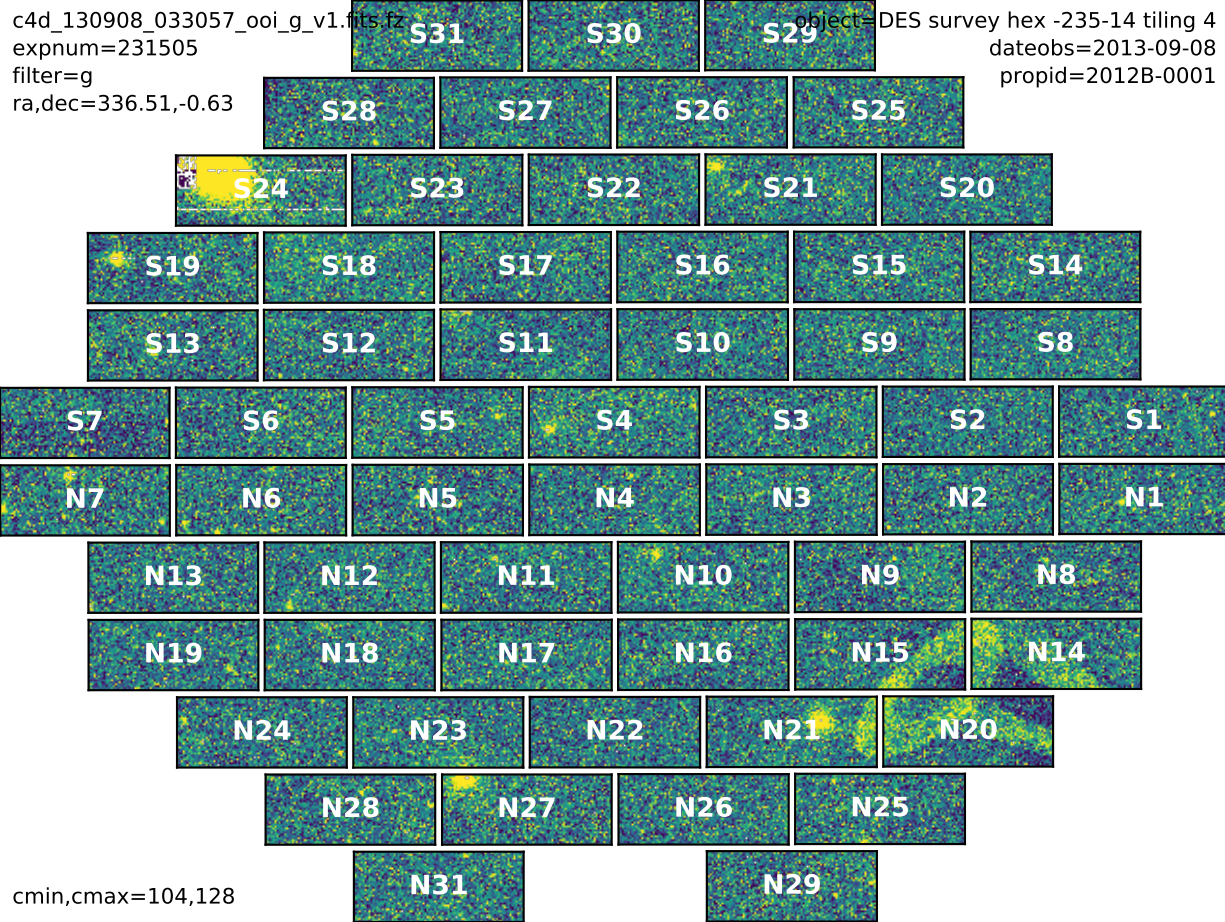 c4d_130908_033057_ooi_g_v1.fits.fz
object=DES survey hex -235-14 tiling 4
expnum=231505
dateobs=2013-09-08
filter=g
propid=2012B-0001
ra,dec=336.51,-0.63
S31 S30 S29
S28 S27 S26 S25
S24 S23 S22 S21 S20
S19 S18 S17 S16 S15 S14
S13 S12 S11 S10 S9 S8
S7 S6 S5 S4 S3 S2 S1
N7 N6 N5 N4 N3 N2 N1
N13 N12 N11 N10 N9 N8
N19 N18 N17 N16 N15 N14
N24 N23 N22 N21 N20
N28 N27 N26 N25
N31 N29
cmin,cmax=104,128